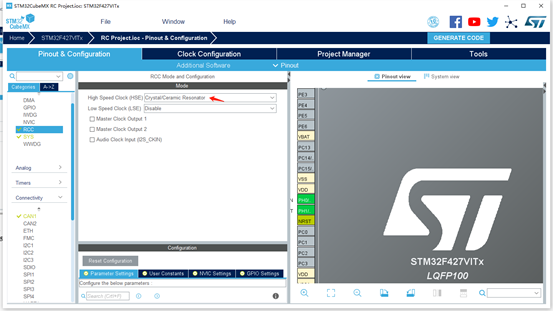 STM32 CubeMX RC Project.ioc: STM32F427VITx
STM32
CubeMX
File
Window
Help
Home
STM32F427VITx
RC Project.ioc - Pinout & Configuration
GENERATE CODE
Pinout & Configuration
Clock Configuration
Project Manager
Tools
Additional Software
Pinout
Categories
A->Z
DMA
GPIO
IWDG
NVIC
RCC
SYS
WWDG
Analog
Timers
Connectivity
CAN1
CAN2
ETH
FMC
I2C1
I2C2
I2C3
SDIO
SPI1
SPI2
SPI3
SPI4
RCC Mode and Configuration
Mode
High Speed Clock (HSE) Crystal/Ceramic Resonator
Low Speed Clock (LSE) Disable
Master Clock Output 1
Master Clock Output 2
Audio Clock Input (I2S_CKIN)
Configuration
Reset Configuration
Parameter Settings
User Constants
NVIC Settings
GPIO Settings
Configure the below parameters
Search (Ctrl+F)
Pinout view
System view
PE3
PE4
PE5
PE6
VBAT
PC13
PC14/.
PC15/.
VSS
VDD
PH0/.
PH1/.
NRST
PC0
PC1
PC2
PC3
VDD
STM32F427VITx
LQFP100